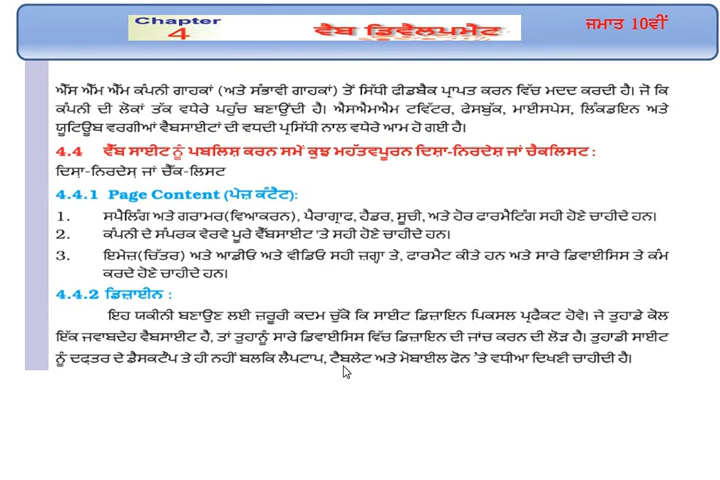 Chapter
4
ਵੈਬ ਡਿਵੈਲਪਮੇਂਟ
ਜਮਾਤ 10ਵੀਂ
ਐੱਸ ਐੱਮ ਐੱਮ ਕੰਪਨੀ ਗਾਹਕਾਂ (ਅਤੇ ਸੰਭਾਵੀ ਗਾਹਕਾਂ) ਤੋਂ ਸਿੱਧੀ ਫੀਡਬੈਕ ਪ੍ਰਾਪਤ ਕਰਨ ਵਿੱਚ ਮਦਦ ਕਰਦੀ ਹੈ। ਜੋ ਕਿ
ਕੰਪਨੀ ਦੀ ਲੋਕਾਂ ਤੱਕ ਵਧੇਰੇ ਪਹੁੰਚ ਬਣਾਉਂਦੀ ਹੈ। ਐਸਐਮਐਮ ਟਵਿੱਟਰ, ਫੇਸਬੁੱਕ, ਮਾਈਸਪੇਸ, ਲਿੰਕਡਇਨ ਅਤੇ
ਯੂਟਿਊਬ ਵਰਗੀਆਂ ਵੈਬਸਾਈਟਾਂ ਦੀ ਵਧਦੀ ਪ੍ਰਸਿੱਧੀ ਨਾਲ ਵਧੇਰੇ ਆਮ ਹੋ ਗਈ ਹੈ।
4.4 ਵੈੱਬ ਸਾਈਟ ਨੂੰ ਪਬਲਿਸ਼ ਕਰਨ ਸਮੇਂ ਕੁਝ ਮਹੱਤਵਪੂਰਨ ਦਿਸ਼ਾ-ਨਿਰਦੇਸ਼ ਜਾਂ ਚੈਕਲਿਸਟ :
ਦਿਸ਼ਾ-ਨਿਰਦੇਸ਼ ਜਾਂ ਚੈੱਕ-ਲਿਸਟ
4.4.1 Page Content (ਪੇਜ਼ ਕੰਨਟੈਟ):
1. ਸਪੈਲਿੰਗ ਅਤੇ ਗਰਾਮਰ(ਵਿਆਕਰਨ), ਪੈਰਾਗ੍ਰਾਫ, ਹੈਡਰ, ਸੂਚੀ, ਅਤੇ ਹੋਰ ਫਾਰਮੈਟਿੰਗ ਸਹੀ ਹੋਣੇ ਚਾਹੀਦੇ ਹਨ।
2. ਕੰਪਨੀ ਦੇ ਸੰਪਰਕ ਵੇਰਵੇ ਪੂਰੇ ਵੈੱਬਸਾਈਟ 'ਤੇ ਸਹੀ ਹੋਣੇ ਚਾਹੀਦੇ ਹਨ।
3. ਇਮੇਜ਼(ਚਿੱਤਰ) ਅਤੇ ਆਡੀਓ ਅਤੇ ਵੀਡਿਓ ਸਹੀ ਜਗ੍ਹਾ ਤੇ, ਫਾਰਮੈਟ ਕੀਤੇ ਹਨ ਅਤੇ ਸਾਰੇ ਡਿਵਾਈਸਿਸ ਤੇ ਕੰਮ
ਕਰਦੇ ਹੋਣੇ ਚਾਹੀਦੇ ਹਨ।
4.4.2 ਡਿਜ਼ਾਈਨ :
ਇਹ ਯਕੀਨੀ ਬਣਾਉਣ ਲਈ ਜ਼ਰੂਰੀ ਕਦਮ ਚੁੱਕੋ ਕਿ ਸਾਈਟ ਡਿਜ਼ਾਇਨ ਪਿਕਸਲ ਪ੍ਰਫੈਕਟ ਹੋਵੇ। ਜੇ ਤੁਹਾਡੇ ਕੋਲ
ਇੱਕ ਜਵਾਬਦੇਹ ਵੈਬਸਾਈਟ ਹੈ, ਤਾਂ ਤੁਹਾਨੂੰ ਸਾਰੇ ਡਿਵਾਈਸਿਸ ਵਿੱਚ ਡਿਜ਼ਾਇਨ ਦੀ ਜਾਂਚ ਕਰਨ ਦੀ ਲੋੜ ਹੈ। ਤੁਹਾਡੀ ਸਾਈਟ
ਨੂੰ ਦਫ਼ਤਰ ਦੇ ਡੈਸਕਟੋਪ ਤੇ ਹੀ ਨਹੀਂ ਬਲਕਿ ਲੈਪਟਾਪ, ਟੈਬਲੇਟ ਅਤੇ ਮੋਬਾਈਲ ਫੋਨ 'ਤੇ ਵਧੀਆ ਦਿਖਣੀ ਚਾਹੀਦੀ ਹੈ।